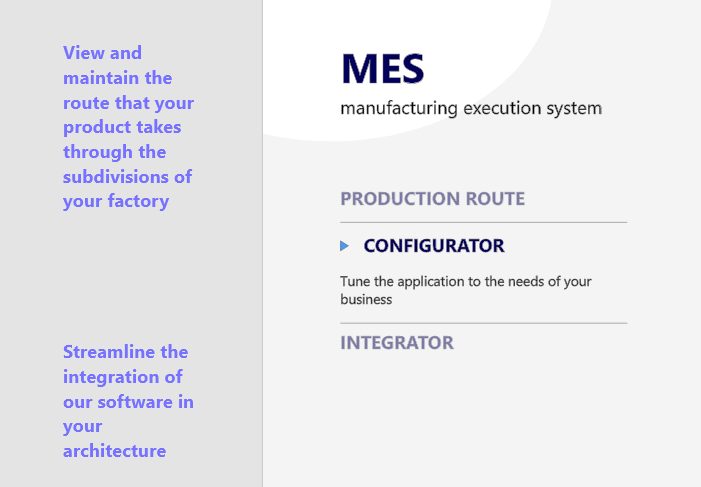 View and
maintain the
route that your
product takes
through the
subdivisions of
your factory
Streamline the
integration of
our software in
your
architecture
MES
manufacturing execution system
PRODUCTION ROUTE
CONFIGURATOR
Tune the application to the needs of your
business
INTEGRATOR